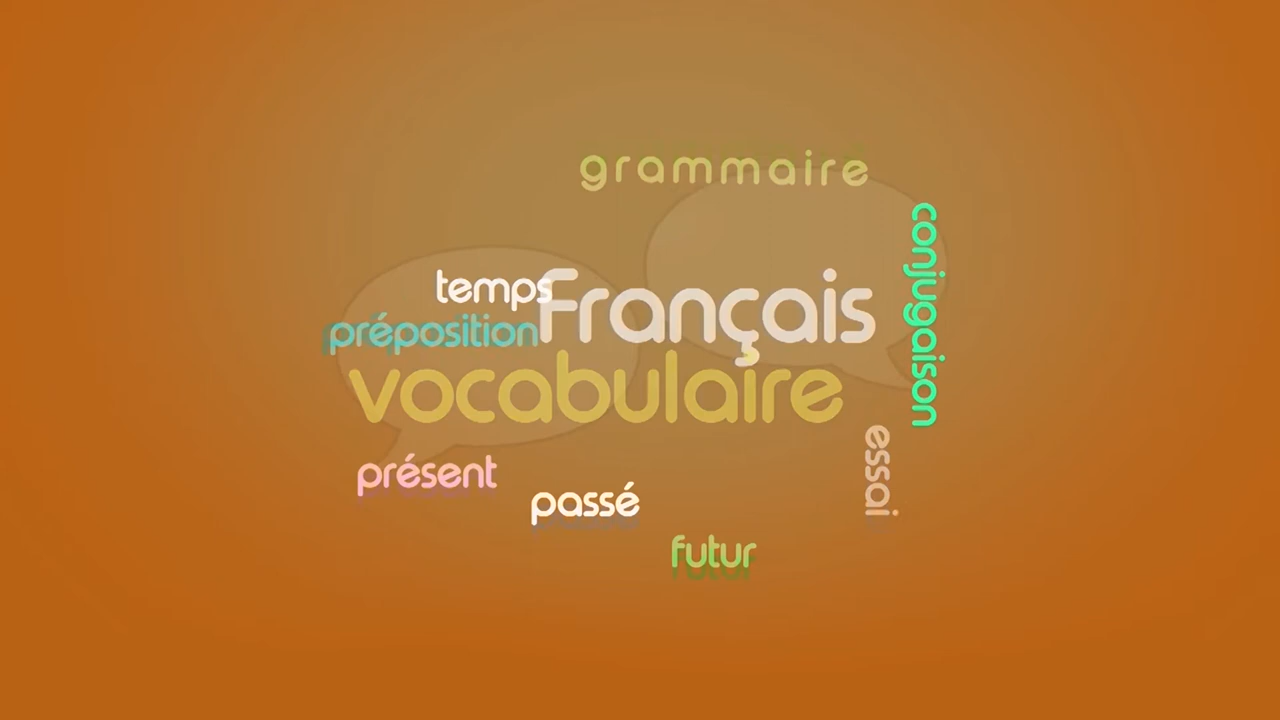 grammaire
conjugaison
temps
Français
préposition
vocabulaire
essai
présent
passé
futur